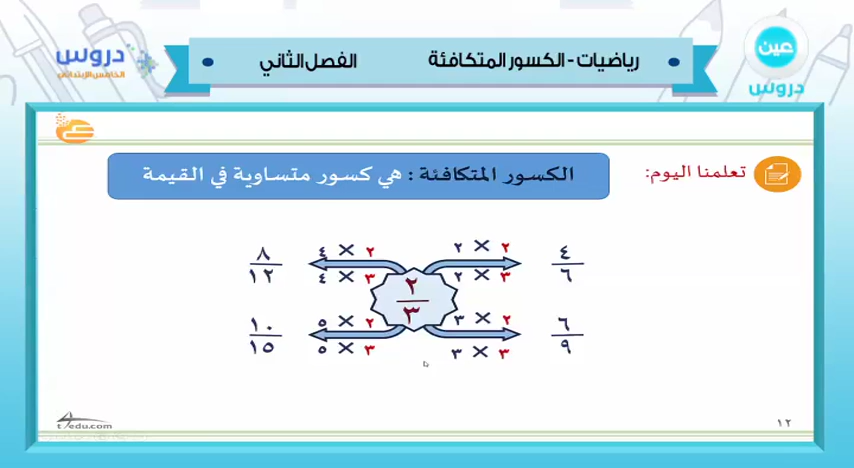 عين
دروس
رياضيات - الكسور المتكافئة
الفصل الثاني
دروس
الخامس الابتدائي
تعلمنا اليوم:
الكسور المتكافئة : هي كسور متساوية في القيمة
٢ × ٢
٣ × ٢
٤
٦
٢ × ٤
٣ × ٤
٨
١٢
٢
٣
٢ × ٣
٣ × ٣
٦
٩
٢ × ٥
٣ × ٥
١٠
١٥
t4edu.com
١٢